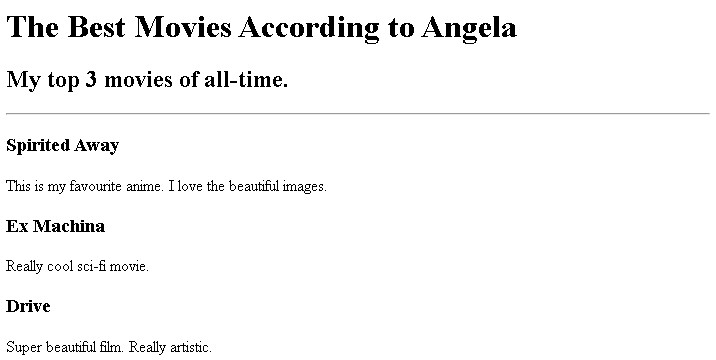 The Best Movies According to Angela
My top 3 movies of all-time.
Spirited Away
This is my favourite anime. I love the beautiful images.
Ex Machina
Really cool sci-fi movie.
Drive
Super beautiful film. Really artistic.